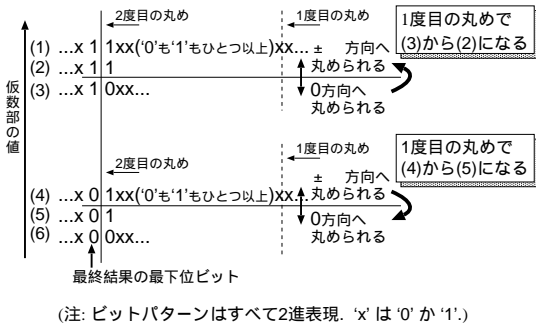 2度目の丸め
1度目の丸め
1度目の丸めで
(3)から(2)になる
(1) ...x 1 1xx('0'も'1'もひとつ以上)xx... ± 方向へ
丸められる
(2) ...x 1 1
(3) ...x 1 0xx...
0方向へ
丸められる
仮数部の値
2度目の丸め
1度目の丸め
1度目の丸めで
(4)から(5)になる
± 方向へ
(4) ...x 0 1xx('0'も'1'もひとつ以上)xx... 丸められる
(5) ...x 0 1
0方向へ
(6) ...x 0 0xx...
丸められる
最終結果の最下位ビット
(注: ビットパターンはすべて2進表現. 'x' は '0' か '1'.)